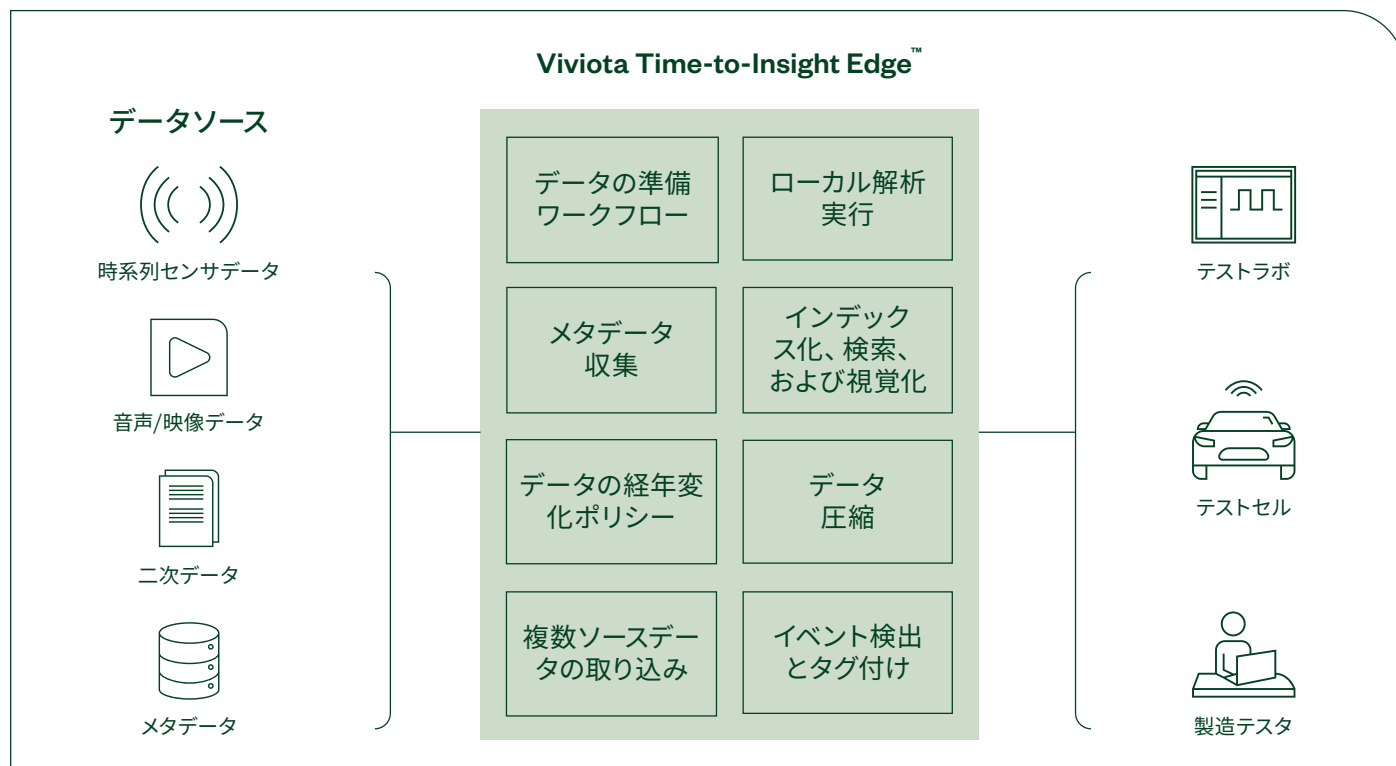 Viviota Time-to-Insight Edge™
データソース
時系列センサデータ
音声/映像データ
二次データ
メタデータ
データの準備
ワークフロー
ローカル解析
実行
メタデータ
収集
インデック
ス化、検索、
および視覚化
データの経年変
化ポリシー
データ
圧縮
複数ソースデー
タの取り込み
イベント検出
とタグ付け
テストラボ
テストセル
製造テスタ